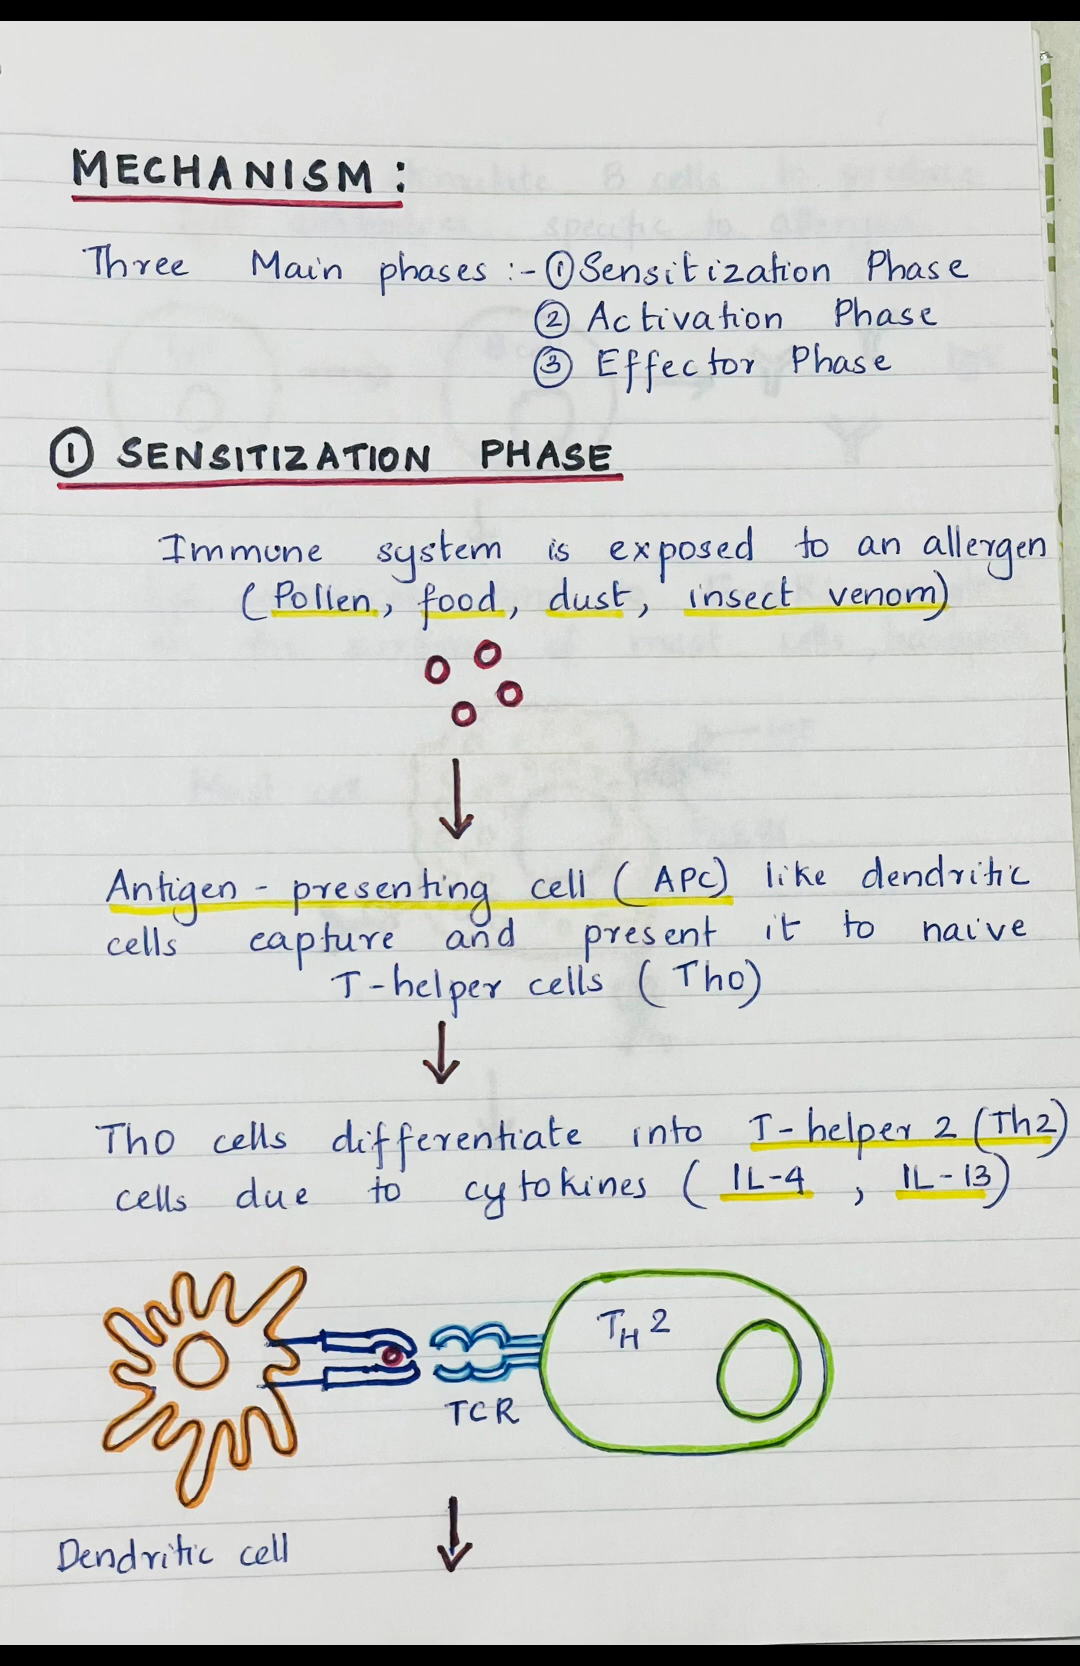 MECHANISM:
Three Main phases :- ① Sensitization Phase
② Activation Phase
③ Effector Phase
① SENSITIZATION PHASE
Immune system is exposed to an allergen
(Pollen, food, dust, insect venom)
Antigen - presenting cell (APC) like dendritic
cells capture and present it to naive
T-helper cells (Th0)
Th0 cells differentiate into T-helper 2 (Th2)
cells due to cytokines (IL-4, IL-13)
TH2
TCR
Dendritic cell